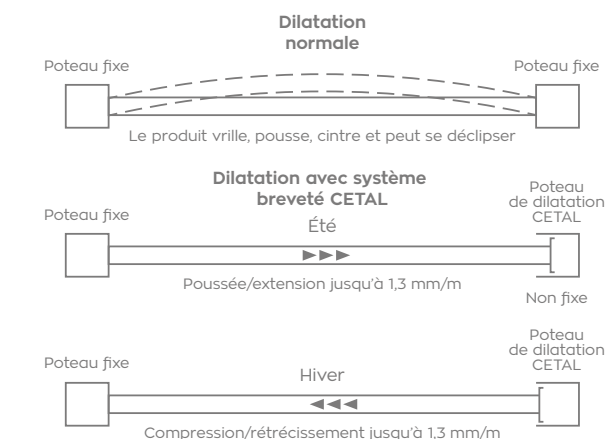 Dilatation
normale
Poteau fixe
Poteau fixe
Le produit vrille, pousse, cintre et peut se déclipser
Dilatation avec système
breveté CETAL
Poteau fixe
Été
Poteau
de dilatation
CETAL
Poussée/extension jusqu'à 1,3 mm/m
Non fixe
Poteau fixe
Hiver
Poteau
de dilatation
CETAL
Compression/rétrécissement jusqu'à 1,3 mm/m